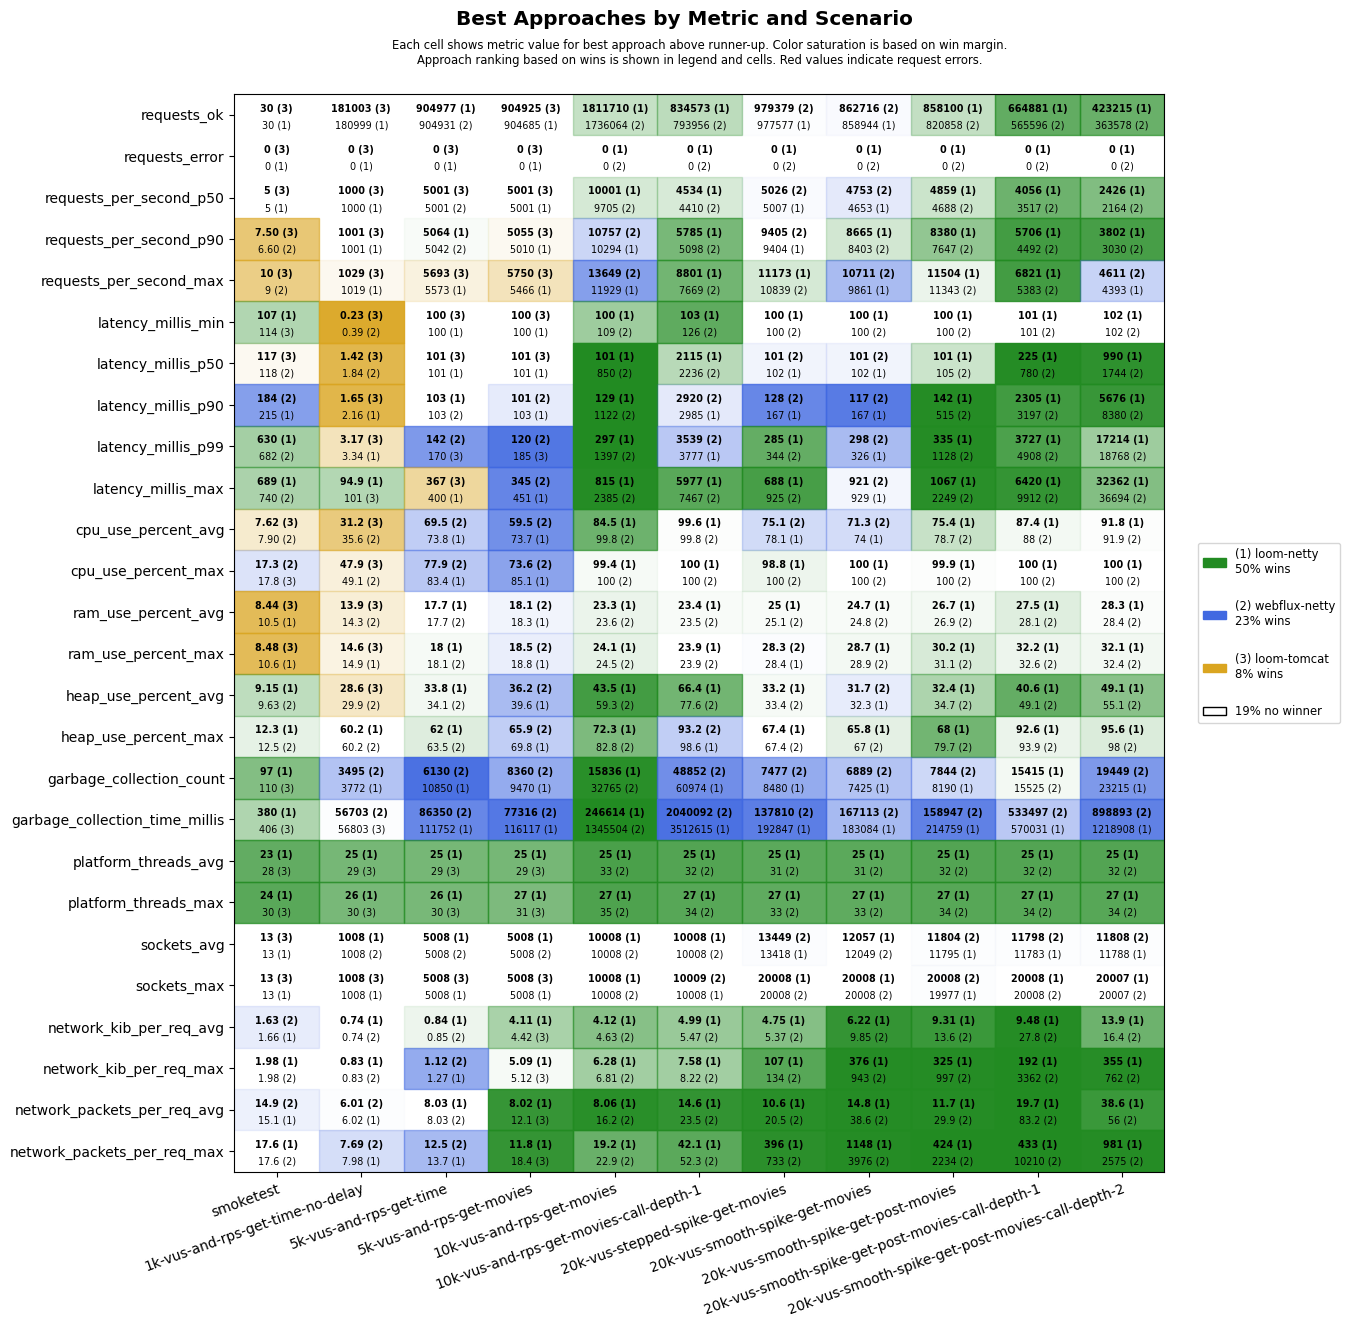 Best Approaches by Metric and Scenario
Each cell shows metric value for best approach above runner-up. Color saturation is based on win margin.
Approach ranking based on wins is shown in legend and cells. Red values indicate request errors.
requests_ok
30 (3) 181003 (3) 904977 (1) 904925 (3) 1811710 (1) 834573 (1) 979379 (2) 862716 (2) 858100 (1) 664881 (1) 423215 (1)
30 (1) 180999 (1) 904931 (2) 904685 (1) 1736064 (2) 793956 (2) 977577 (1) 858944 (1) 820858 (2) 565596 (2) 363578 (2)
requests_error
0 (3) 0 (3) 0 (3) 0 (3) 0 (1) 0 (1) 0 (1) 0 (1) 0 (1) 0 (1) 0 (1)
0 (1) 0 (1) 0 (1) 0 (1) 0 (2) 0 (2) 0 (2) 0 (2) 0 (2) 0 (2) 0 (2)
requests_per_second_p50
5 (3) 1000 (3) 5001 (3) 5001 (3) 10001 (1) 4534 (1) 5026 (2) 4753 (2) 4859 (1) 4056 (1) 2426 (1)
5 (1) 1000 (1) 5001 (2) 5001 (1) 9705 (2) 4410 (2) 5007 (1) 4653 (1) 4688 (2) 3517 (2) 2164 (2)
requests_per_second_p90
7.50 (3) 1001 (3) 5064 (1) 5055 (3) 10757 (2) 5785 (1) 9405 (2) 8665 (1) 8380 (1) 5706 (1) 3802 (1)
6.60 (2) 1001 (1) 5042 (2) 5010 (1) 10294 (1) 5098 (2) 9404 (1) 8403 (2) 7647 (2) 4492 (2) 3030 (2)
requests_per_second_max
10 (3) 1029 (3) 5693 (3) 5750 (3) 13649 (2) 8801 (1) 11173 (1) 10711 (2) 11504 (1) 6821 (1) 4611 (2)
9 (2) 1019 (1) 5573 (1) 5466 (1) 11929 (1) 7669 (2) 10839 (2) 9861 (1) 11343 (2) 5383 (2) 4393 (1)
latency_millis_min
107 (1) 0.23 (3) 100 (3) 100 (3) 100 (1) 103 (1) 100 (1) 100 (1) 100 (1) 101 (1) 102 (1)
114 (3) 0.39 (2) 100 (1) 100 (1) 109 (2) 126 (2) 100 (2) 100 (2) 100 (2) 101 (2) 102 (2)
latency_millis_p50
117 (3) 1.42 (3) 101 (3) 101 (3) 101 (1) 2115 (1) 101 (2) 101 (2) 101 (1) 225 (1) 990 (1)
118 (2) 1.84 (2) 101 (1) 101 (1) 850 (2) 2236 (2) 102 (1) 102 (1) 105 (2) 780 (2) 1744 (2)
latency_millis_p90
184 (2) 1.65 (3) 103 (1) 101 (2) 129 (1) 2920 (2) 128 (2) 117 (2) 142 (1) 2305 (1) 5676 (1)
215 (1) 2.16 (1) 103 (2) 103 (1) 1122 (2) 2985 (1) 167 (1) 167 (1) 515 (2) 3197 (2) 8380 (2)
latency_millis_p99
630 (1) 3.17 (3) 142 (2) 120 (2) 297 (1) 3539 (2) 285 (1) 298 (2) 335 (1) 3727 (1) 17214 (1)
682 (2) 3.34 (1) 170 (3) 185 (3) 1397 (2) 3777 (1) 344 (2) 326 (1) 1128 (2) 4908 (2) 18768 (2)
latency_millis_max
689 (1) 94.9 (1) 367 (3) 345 (2) 815 (1) 5977 (1) 688 (1) 921 (2) 1067 (1) 6420 (1) 32362 (1)
740 (2) 101 (3) 400 (1) 451 (1) 2385 (2) 7467 (2) 925 (2) 929 (1) 2249 (2) 9912 (2) 36694 (2)
cpu_use_percent_avg
7.62 (3) 31.2 (3) 69.5 (2) 59.5 (2) 84.5 (1) 99.6 (1) 75.1 (2) 71.3 (2) 75.4 (1) 87.4 (1) 91.8 (1)
7.90 (2) 35.6 (2) 73.8 (1) 73.7 (1) 99.8 (2) 99.8 (2) 78.1 (1) 74 (1) 78.7 (2) 88 (2) 91.9 (2)
cpu_use_percent_max
17.3 (2) 47.9 (3) 77.9 (2) 73.6 (2) 99.4 (1) 100 (1) 98.8 (1) 100 (1) 99.9 (1) 100 (1) 100 (1)
17.8 (3) 49.1 (2) 83.4 (1) 85.1 (1) 100 (2) 100 (2) 100 (2) 100 (2) 100 (2) 100 (2) 100 (2)
ram_use_percent_avg
8.44 (3) 13.9 (3) 17.7 (1) 18.1 (2) 23.3 (1) 23.4 (1) 25 (1) 24.7 (1) 26.7 (1) 27.5 (1) 28.3 (1)
10.5 (1) 14.3 (2) 17.7 (2) 18.3 (1) 23.6 (2) 23.5 (2) 25.1 (2) 24.8 (2) 26.9 (2) 28.1 (2) 28.4 (2)
ram_use_percent_max
8.48 (3) 14.6 (3) 18 (1) 18.5 (2) 24.1 (1) 23.9 (1) 28.3 (2) 28.7 (1) 30.2 (1) 32.2 (1) 32.1 (1)
10.6 (1) 14.9 (1) 18.1 (2) 18.8 (1) 24.5 (2) 23.9 (2) 28.4 (1) 28.9 (2) 31.1 (2) 32.6 (2) 32.4 (2)
heap_use_percent_avg
9.15 (1) 28.6 (3) 33.8 (1) 36.2 (2) 43.5 (1) 66.4 (1) 33.2 (1) 31.7 (2) 32.4 (1) 40.6 (1) 49.1 (1)
9.63 (2) 29.9 (2) 34.1 (2) 39.6 (1) 59.3 (2) 77.6 (2) 33.4 (2) 32.3 (1) 34.7 (2) 49.1 (2) 55.1 (2)
heap_use_percent_max
12.3 (1) 60.2 (1) 62 (1) 65.9 (2) 72.3 (1) 93.2 (2) 67.4 (1) 65.8 (1) 68 (1) 92.6 (1) 95.6 (1)
12.5 (2) 60.2 (2) 63.5 (2) 69.8 (1) 82.8 (2) 98.6 (1) 67.4 (2) 67 (2) 79.7 (2) 93.9 (2) 98 (2)
garbage_collection_count
97 (1) 3495 (2) 6130 (2) 8360 (2) 15836 (1) 48852 (2) 7477 (2) 6889 (2) 7844 (2) 15415 (1) 19449 (2)
110 (3) 3772 (1) 10850 (1) 9470 (1) 32765 (2) 60974 (1) 8480 (1) 7425 (1) 8190 (1) 15525 (2) 23215 (1)
garbage_collection_time_millis
380 (1) 56703 (2) 86350 (2) 77316 (2) 246614 (1) 2040092 (2) 137810 (2) 167113 (2) 158947 (2) 533497 (2) 898893 (2)
406 (3) 56803 (3) 111752 (1) 116117 (1) 1345504 (2) 3512615 (1) 192847 (1) 183084 (1) 214759 (1) 570031 (1) 1218908 (1)
platform_threads_avg
23 (1) 25 (1) 25 (1) 25 (1) 25 (1) 25 (1) 25 (1) 25 (1) 25 (1) 25 (1) 25 (1)
28 (3) 29 (3) 29 (3) 29 (3) 33 (2) 32 (2) 31 (2) 31 (2) 32 (2) 32 (2) 32 (2)
platform_threads_max
24 (1) 26 (1) 26 (1) 27 (1) 27 (1) 27 (1) 27 (1) 27 (1) 27 (1) 27 (1) 27 (1)
30 (3) 30 (3) 30 (3) 31 (3) 35 (2) 34 (2) 33 (2) 33 (2) 34 (2) 34 (2) 34 (2)
sockets_avg
13 (3) 1008 (1) 5008 (1) 5008 (1) 10008 (1) 10008 (1) 13449 (2) 12057 (1) 11804 (2) 11798 (2) 11808 (2)
13 (1) 1008 (2) 5008 (2) 5008 (2) 10008 (2) 10008 (2) 13418 (1) 12049 (2) 11795 (1) 11783 (1) 11788 (1)
sockets_max
13 (3) 1008 (3) 5008 (3) 5008 (3) 10008 (1) 10009 (2) 20008 (1) 20008 (1) 20008 (2) 20008 (1) 20007 (1)
13 (1) 1008 (1) 5008 (1) 5008 (1) 10008 (2) 10008 (1) 20008 (2) 20008 (2) 19977 (1) 20008 (2) 20007 (2)
network_kib_per_req_avg
1.63 (2) 0.74 (1) 0.84 (1) 4.11 (1) 4.12 (1) 4.99 (1) 4.75 (1) 6.22 (1) 9.31 (1) 9.48 (1) 13.9 (1)
1.66 (1) 0.74 (2) 0.85 (2) 4.42 (3) 4.63 (2) 5.47 (2) 5.37 (2) 9.85 (2) 13.6 (2) 27.8 (2) 16.4 (2)
network_kib_per_req_max
1.98 (1) 0.83 (1) 1.12 (2) 5.09 (1) 6.28 (1) 7.58 (1) 107 (1) 376 (1) 325 (1) 192 (1) 355 (1)
1.98 (2) 0.83 (2) 1.27 (1) 5.12 (3) 6.81 (2) 8.22 (2) 134 (2) 943 (2) 997 (2) 3362 (2) 762 (2)
network_packets_per_req_avg
14.9 (2) 6.01 (2) 8.03 (1) 8.02 (1) 8.06 (1) 14.6 (1) 10.6 (1) 14.8 (1) 11.7 (1) 19.7 (1) 38.6 (1)
15.1 (1) 6.02 (1) 8.03 (2) 12.1 (3) 16.2 (2) 23.5 (2) 20.5 (2) 38.6 (2) 29.9 (2) 83.2 (2) 56 (2)
network_packets_per_req_max
17.6 (1) 7.69 (2) 12.5 (2) 11.8 (1) 19.2 (1) 42.1 (1) 396 (1) 1148 (1) 424 (1) 433 (1) 981 (1)
17.6 (2) 7.98 (1) 13.7 (1) 18.4 (3) 22.9 (2) 52.3 (2) 733 (2) 3976 (2) 2234 (2) 10210 (2) 2575 (2)
smoketest
1k-vus-and-rps-get-time-no-delay
5k-vus-and-rps-get-time
5k-vus-and-rps-get-movies
10k-vus-and-rps-get-movies
10k-vus-and-rps-get-movies-call-depth-1
20k-vus-stepped-spike-get-movies
20k-vus-smooth-spike-get-movies
20k-vus-smooth-spike-get-post-movies
20k-vus-smooth-spike-get-post-movies-call-depth-1
20k-vus-smooth-spike-get-post-movies-call-depth-2
(1) loom-netty
50% wins
(2) webflux-netty
23% wins
(3) loom-tomcat
8% wins
19% no winner